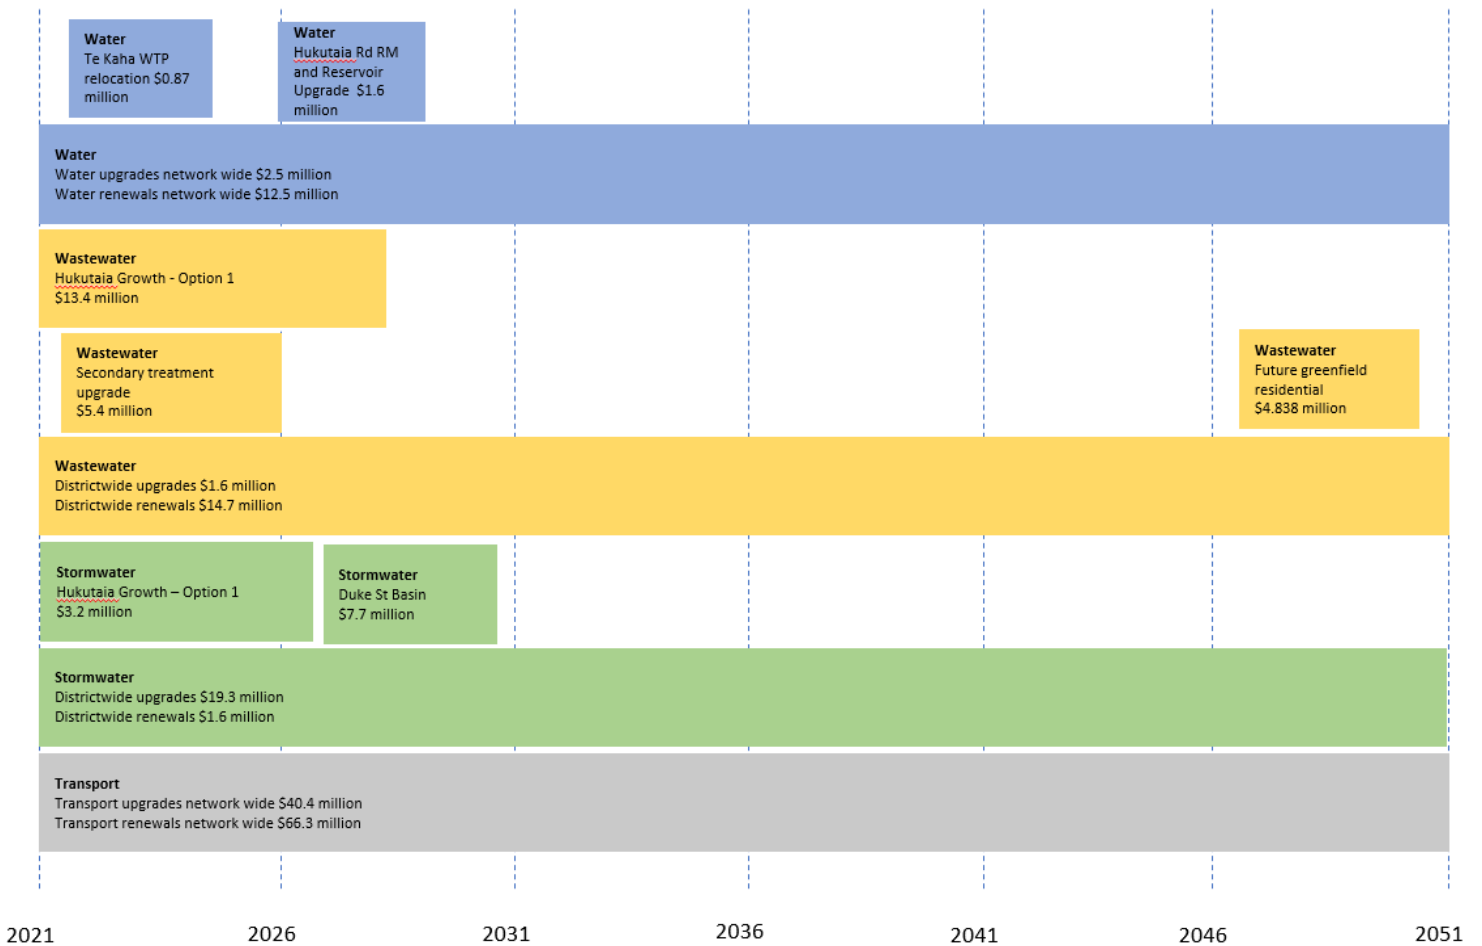 Water
Te Kaha WTP
relocation $0.87
million
Water
Hukutaia Rd RM
and Reservoir
Upgrade  $1.6
million
Water
Water upgrades network wide $2.5 million
Water renewals network wide $12.5 million
Wastewater
Hukutaia Growth - Option 1
$13.4 million
Wastewater
Secondary treatment
upgrade
$5.4 million
Wastewater
Future greenfield
residential
$4.838 million
Wastewater
Districtwide upgrades $1.6 million
Districtwide renewals $14.7 million
Stormwater
Hukutaia Growth – Option 1
$3.2 million
Stormwater
Duke St Basin
$7.7 million
Stormwater
Districtwide upgrades $19.3 million
Districtwide renewals $1.6 million
Transport
Transport upgrades network wide $40.4 million
Transport renewals network wide $66.3 million
2021 2026 2031 2036 2041 2046 2051